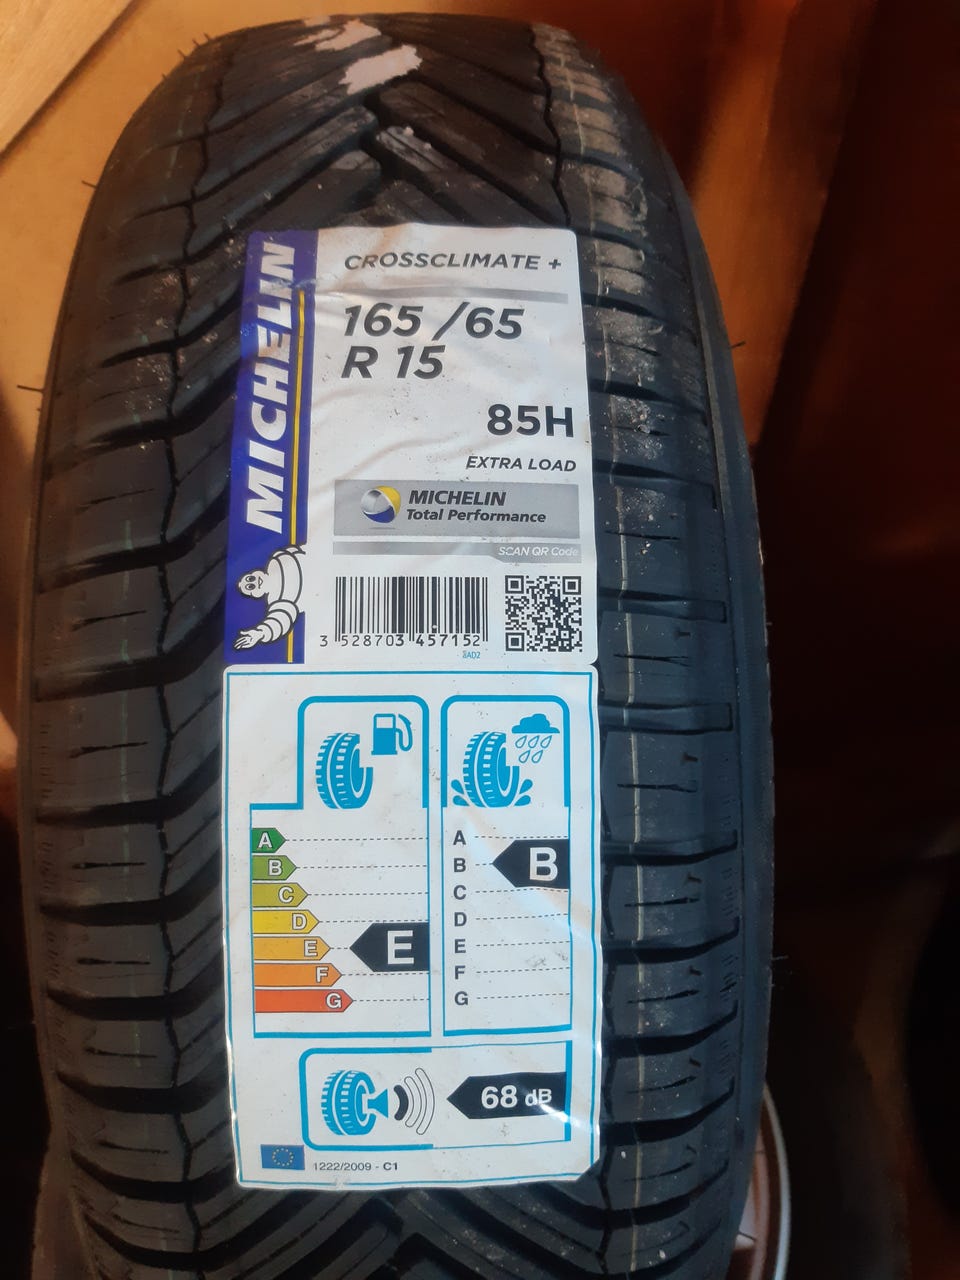 MICHELIN
CROSSCLIMATE +
165 /65
R 15
85H
EXTRA LOAD
MICHELIN
Total Performance
SCAN QR Code
3 528703 457152
8AD2
A
B
C
D
E
F
G
E
A
B
C
D
E
F
G
B
68 dB
1222/2009 - C1